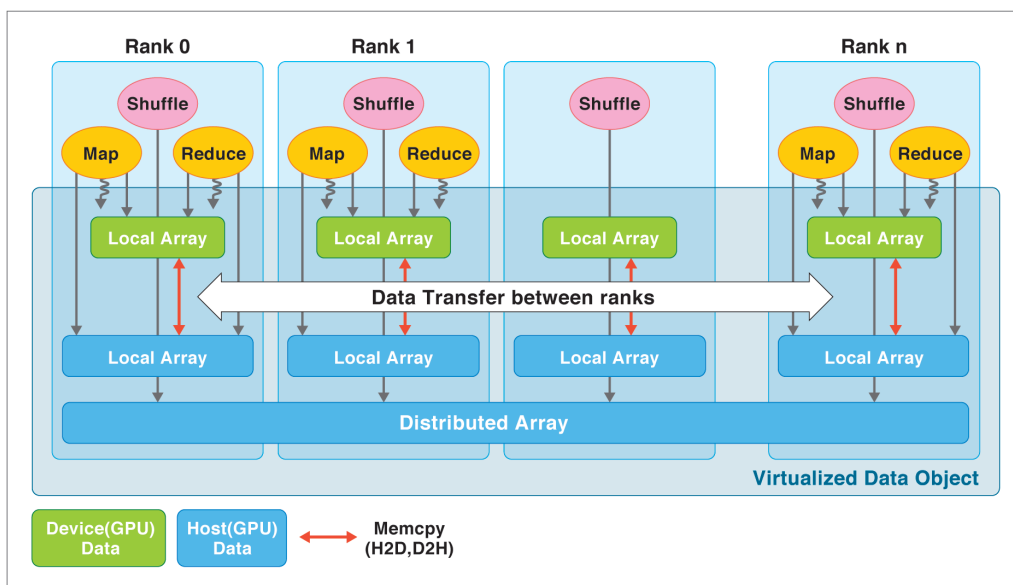 Rank 0
Rank 1
Rank n
Shuffle
Shuffle
Shuffle
Shuffle
Map
Reduce
Map
Reduce
Map
Reduce
Local Array
Local Array
Local Array
Local Array
Data Transfer between ranks
Local Array
Local Array
Local Array
Local Array
Distributed Array
Virtualized Data Object
Device(GPU)
Data
Host(GPU)
Data
Memcpy
(H2D,D2H)